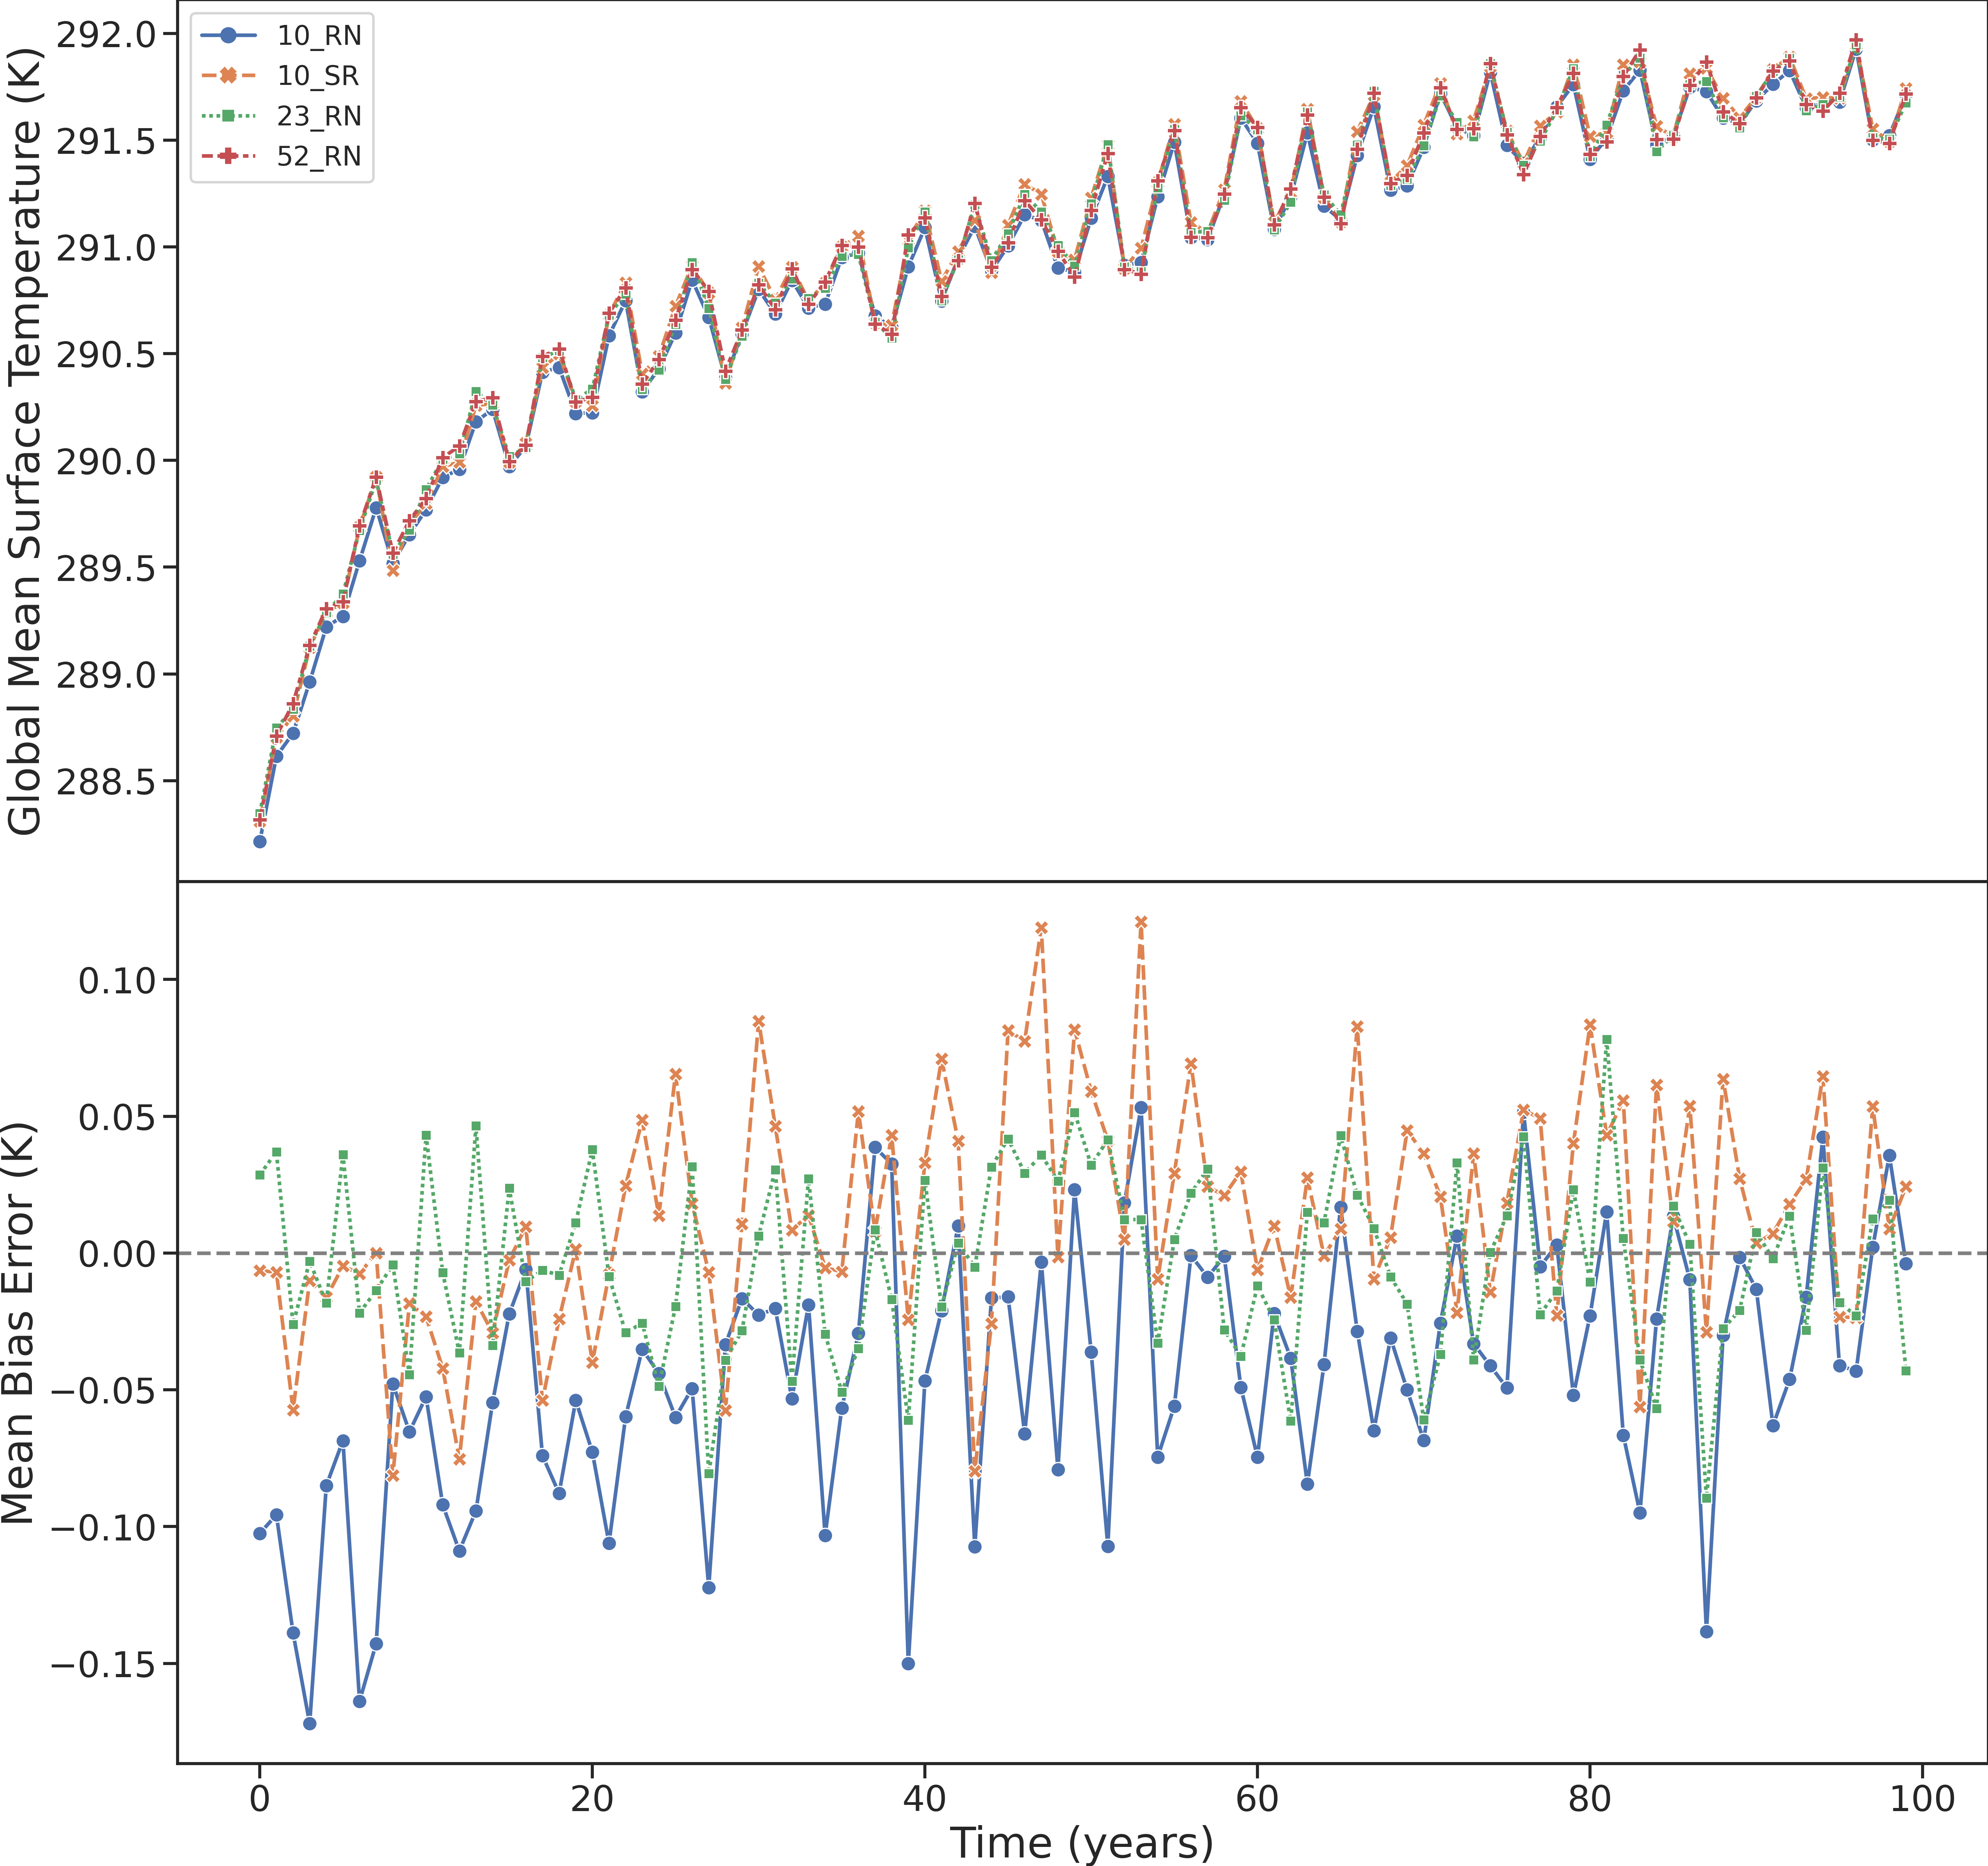 Global Mean Surface Temperature (K)
292.0
291.5
291.0
290.5
290.0
289.5
289.0
288.5
10_RN
10_SR
23_RN
52_RN
Mean Bias Error (K)
0.10
0.05
0.00
−0.05
−0.10
−0.15
0 20 40 60 80 100
Time (years)